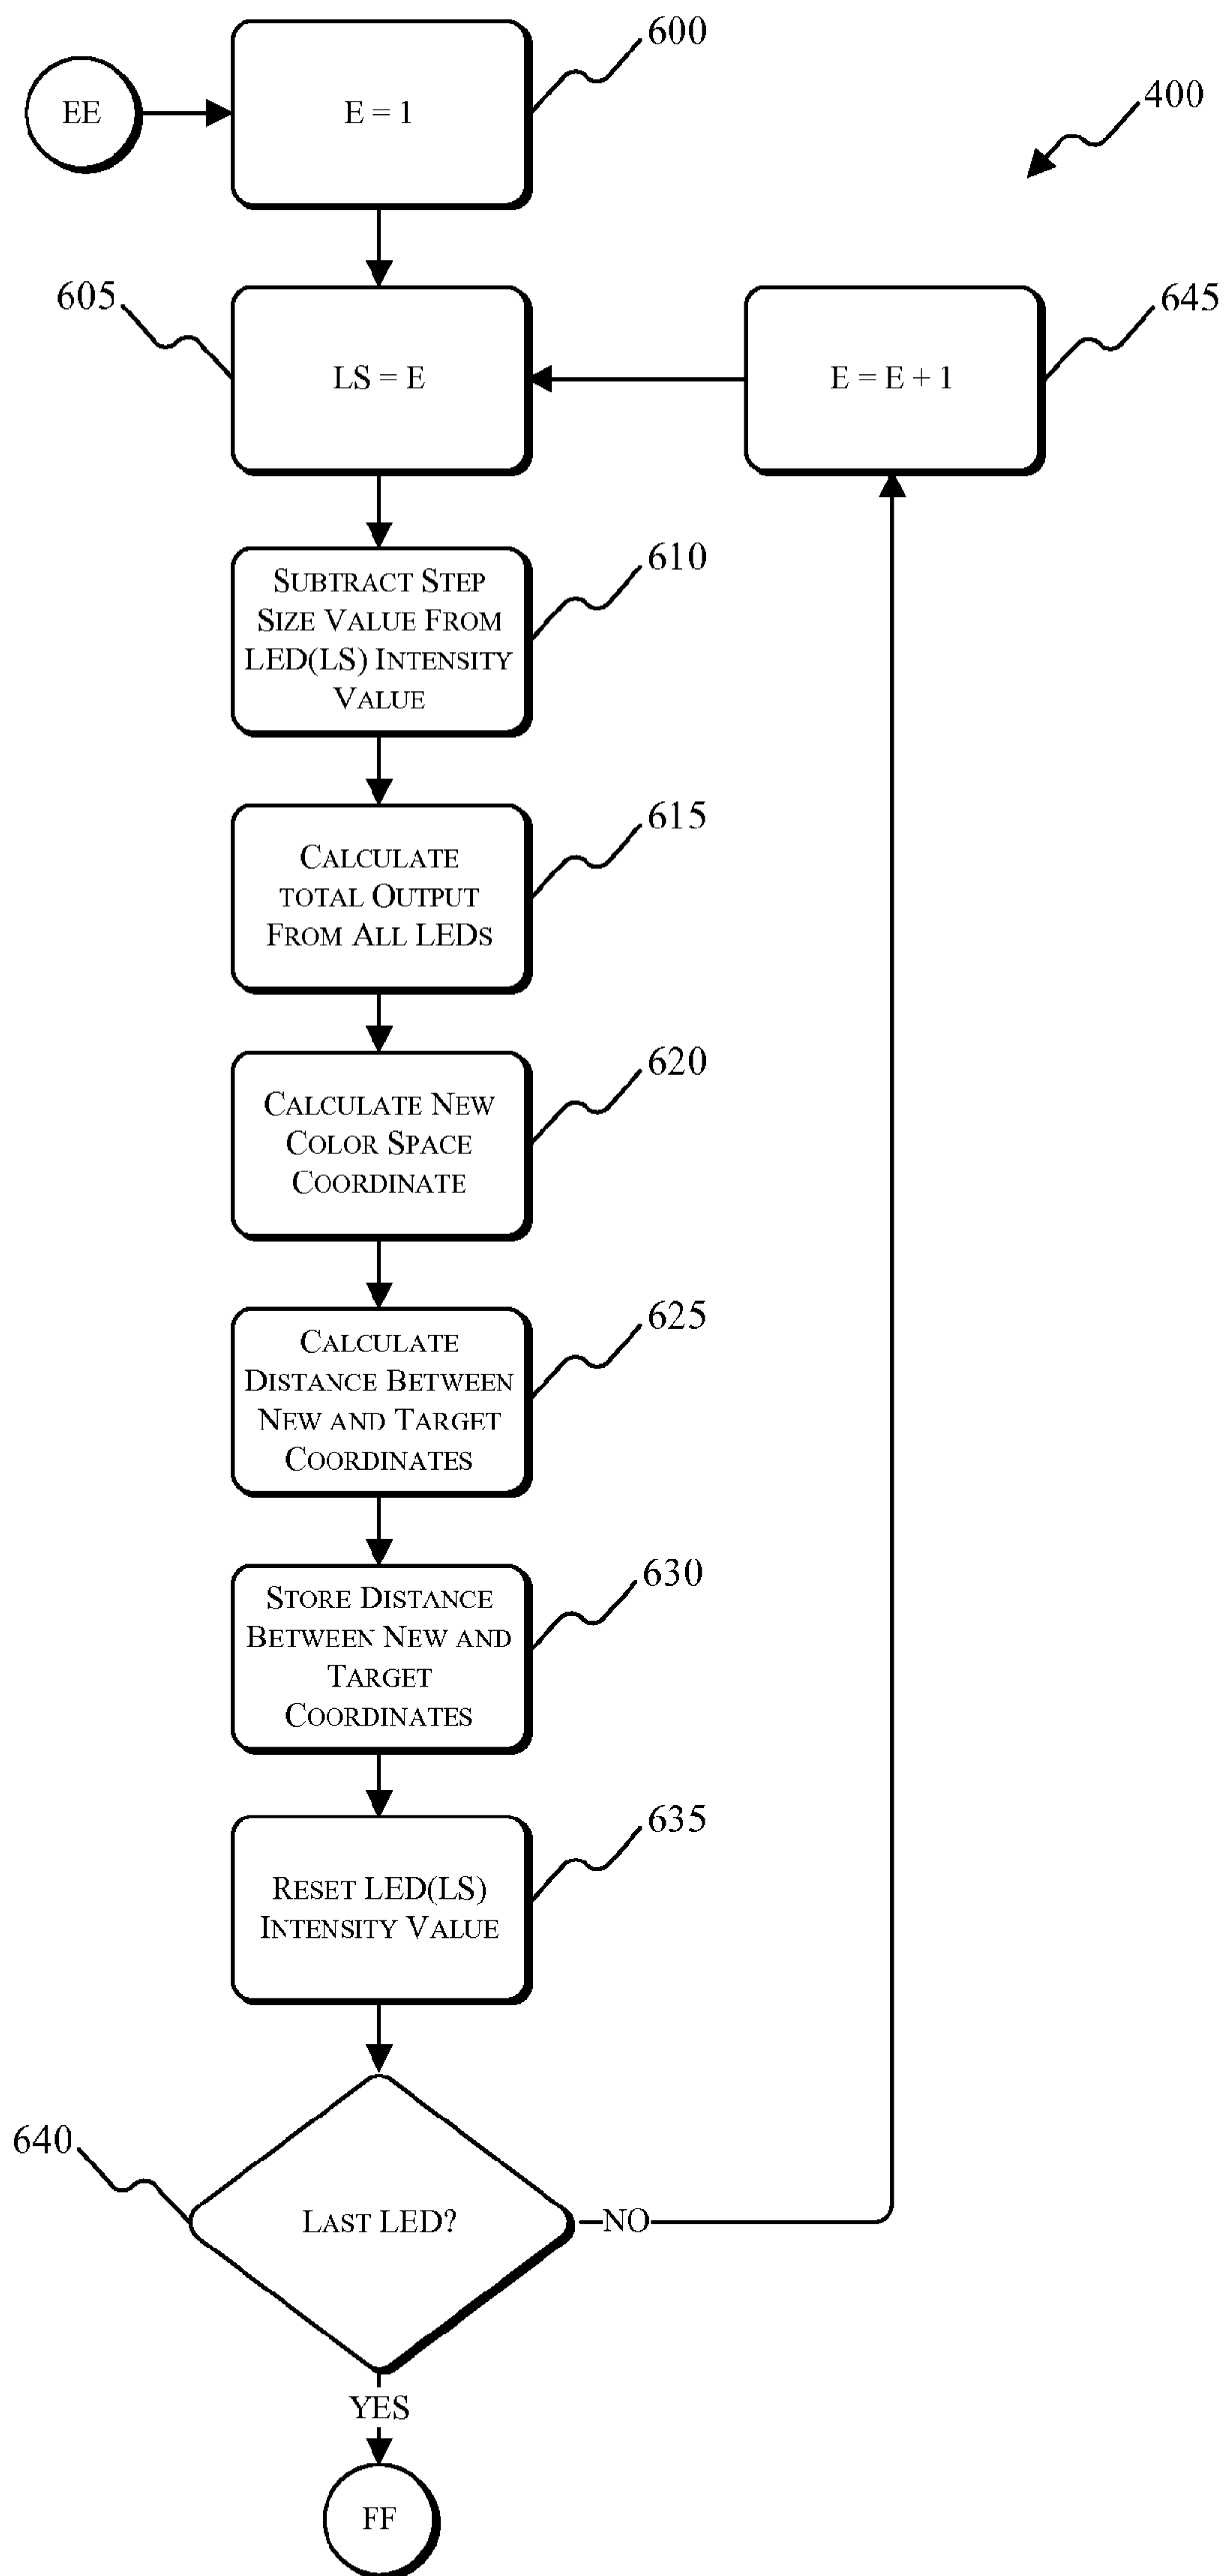 600
EE
E = 1
400
605
LS = E
645
E = E + 1
610
SUBTRACT STEP
SIZE VALUE FROM
LED(LS) INTENSITY
VALUE
615
CALCULATE
TOTAL OUTPUT
FROM ALL LEDS
620
CALCULATE NEW
COLOR SPACE
COORDINATE
625
CALCULATE
DISTANCE BETWEEN
NEW AND TARGET
COORDINATES
630
STORE DISTANCE
BETWEEN NEW AND
TARGET
COORDINATES
635
RESET LED(LS)
INTENSITY VALUE
640
LAST LED?
NO
YES
FF